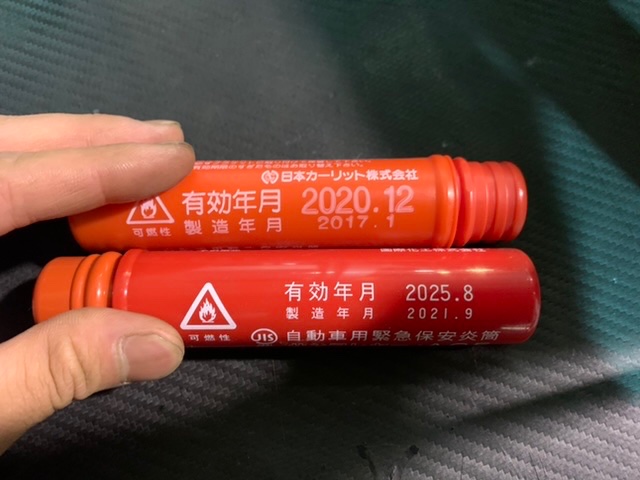 日本カーリット株式会社
有効年月 2020.12
製造年月 2017.1
可燃性
有効年月 2025.8
製造年月 2021.9
可燃性
JIS 自動車用緊急保安炎筒